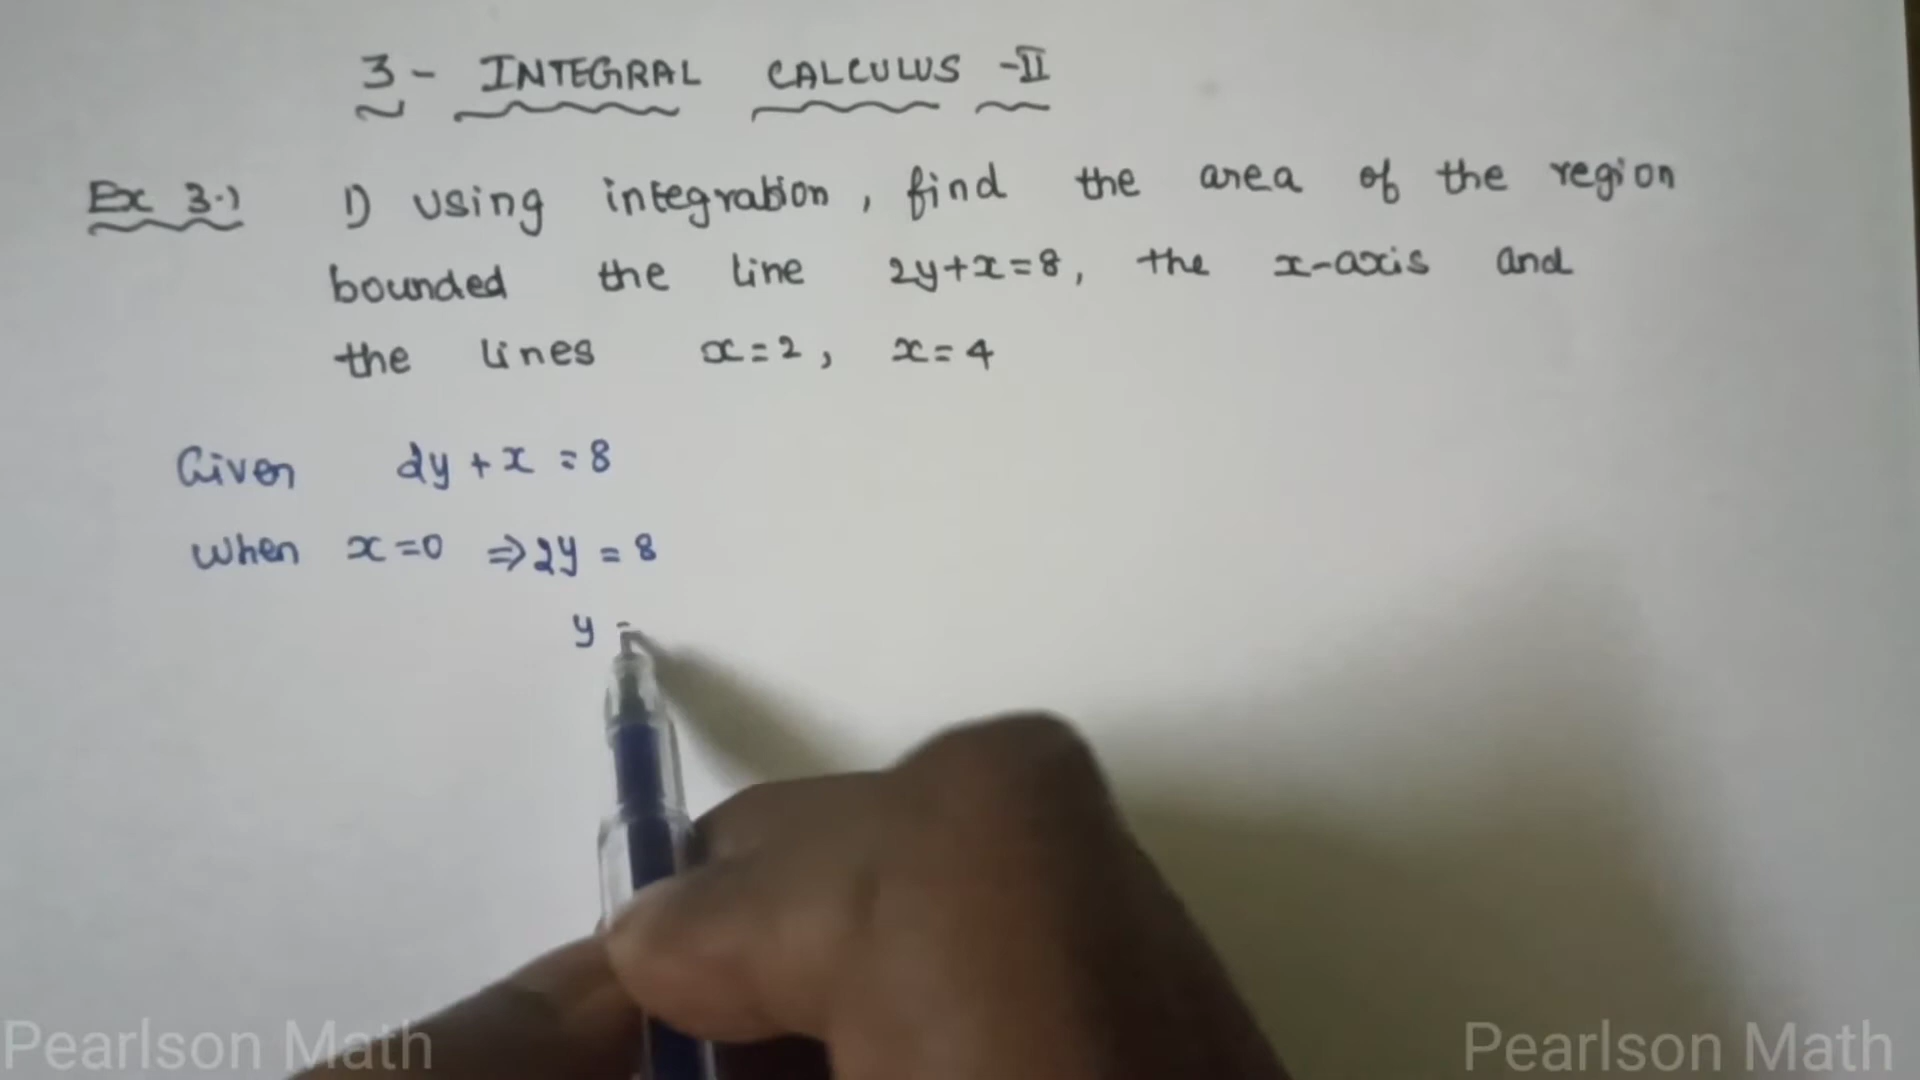 3 - INTEGRAL CALCULUS - II
Ex 3.1 1) Using integration, find the area of the region
bounded the line 2y+x=8, the x-axis and
the lines x=2, x=4
Given 2y + x = 8
When x=0 ⇒ 2y = 8
y =
Pearlson Math Pearlson Math